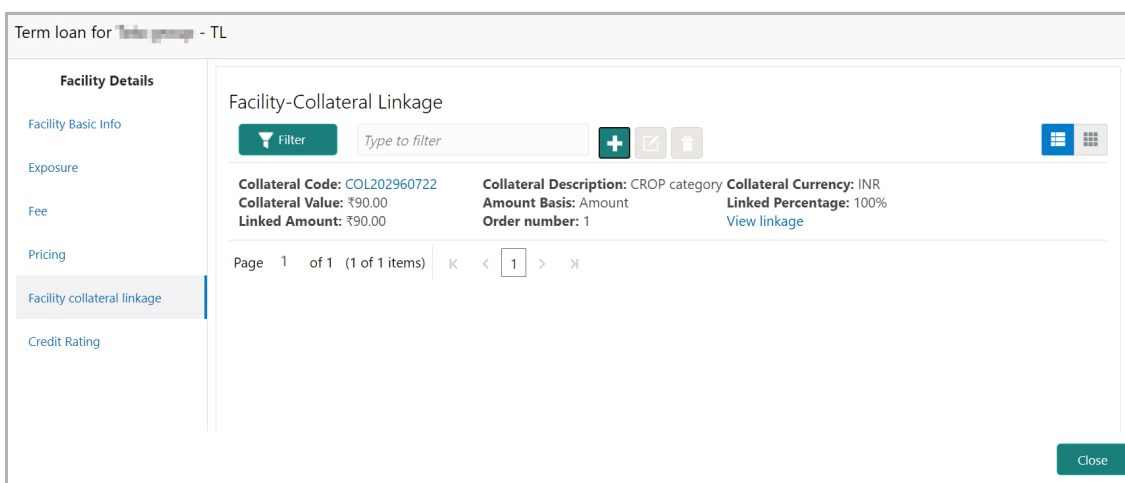 Term loan for - TL
Facility Details
Facility Basic Info
Exposure
Fee
Pricing
Facility collateral linkage
Credit Rating
Facility-Collateral Linkage
Filter
Type to filter
Collateral Code: COL202960722 Collateral Description: CROP category Collateral Currency: INR
Collateral Value: ₹90.00 Amount Basis: Amount Linked Percentage: 100%
Linked Amount: ₹90.00 Order number: 1 View linkage
Page 1 of 1 (1 of 1 items) 1
Close